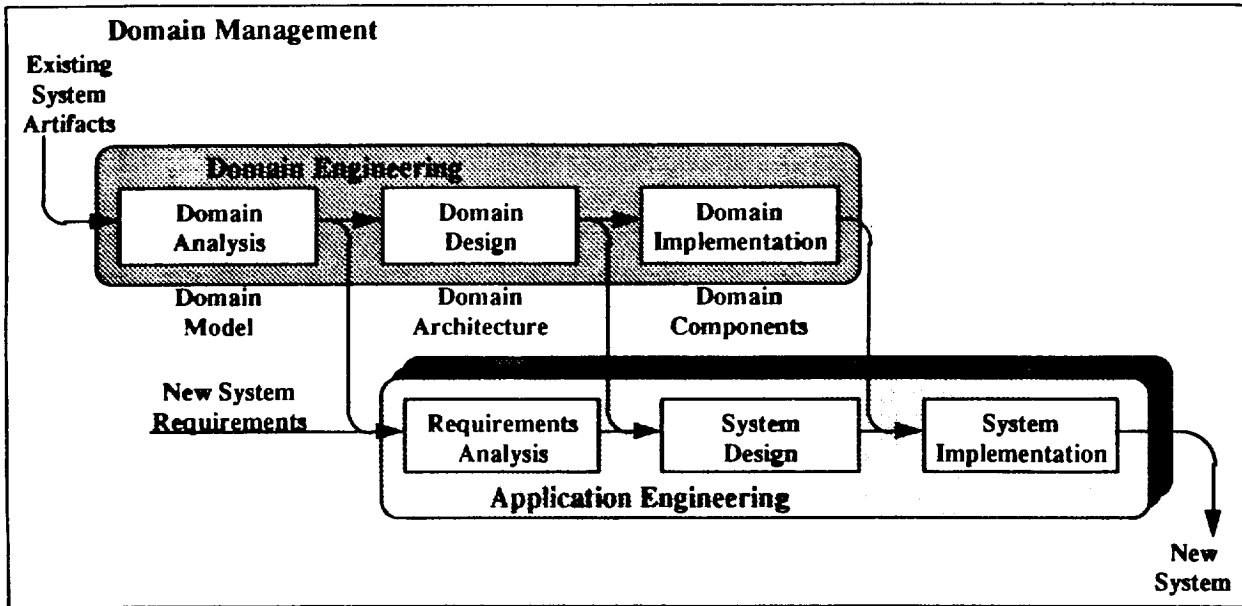 Domain Management
Existing
System
Artifacts
Domain Engineering
Domain
Analysis
Domain
Design
Domain
Implementation
Domain
Model
Domain
Architecture
Domain
Components
New System
Requirements
Requirements
Analysis
System
Design
System
Implementation
Application Engineering
New
System